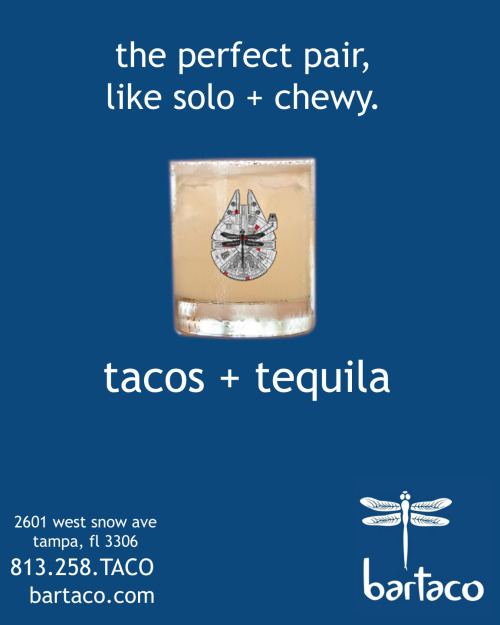 the perfect pair,
like solo + chewy.
tacos + tequila
2601 west snow ave
tampa, fl 3306
813.258.TACO
bartaco.com
bartaco